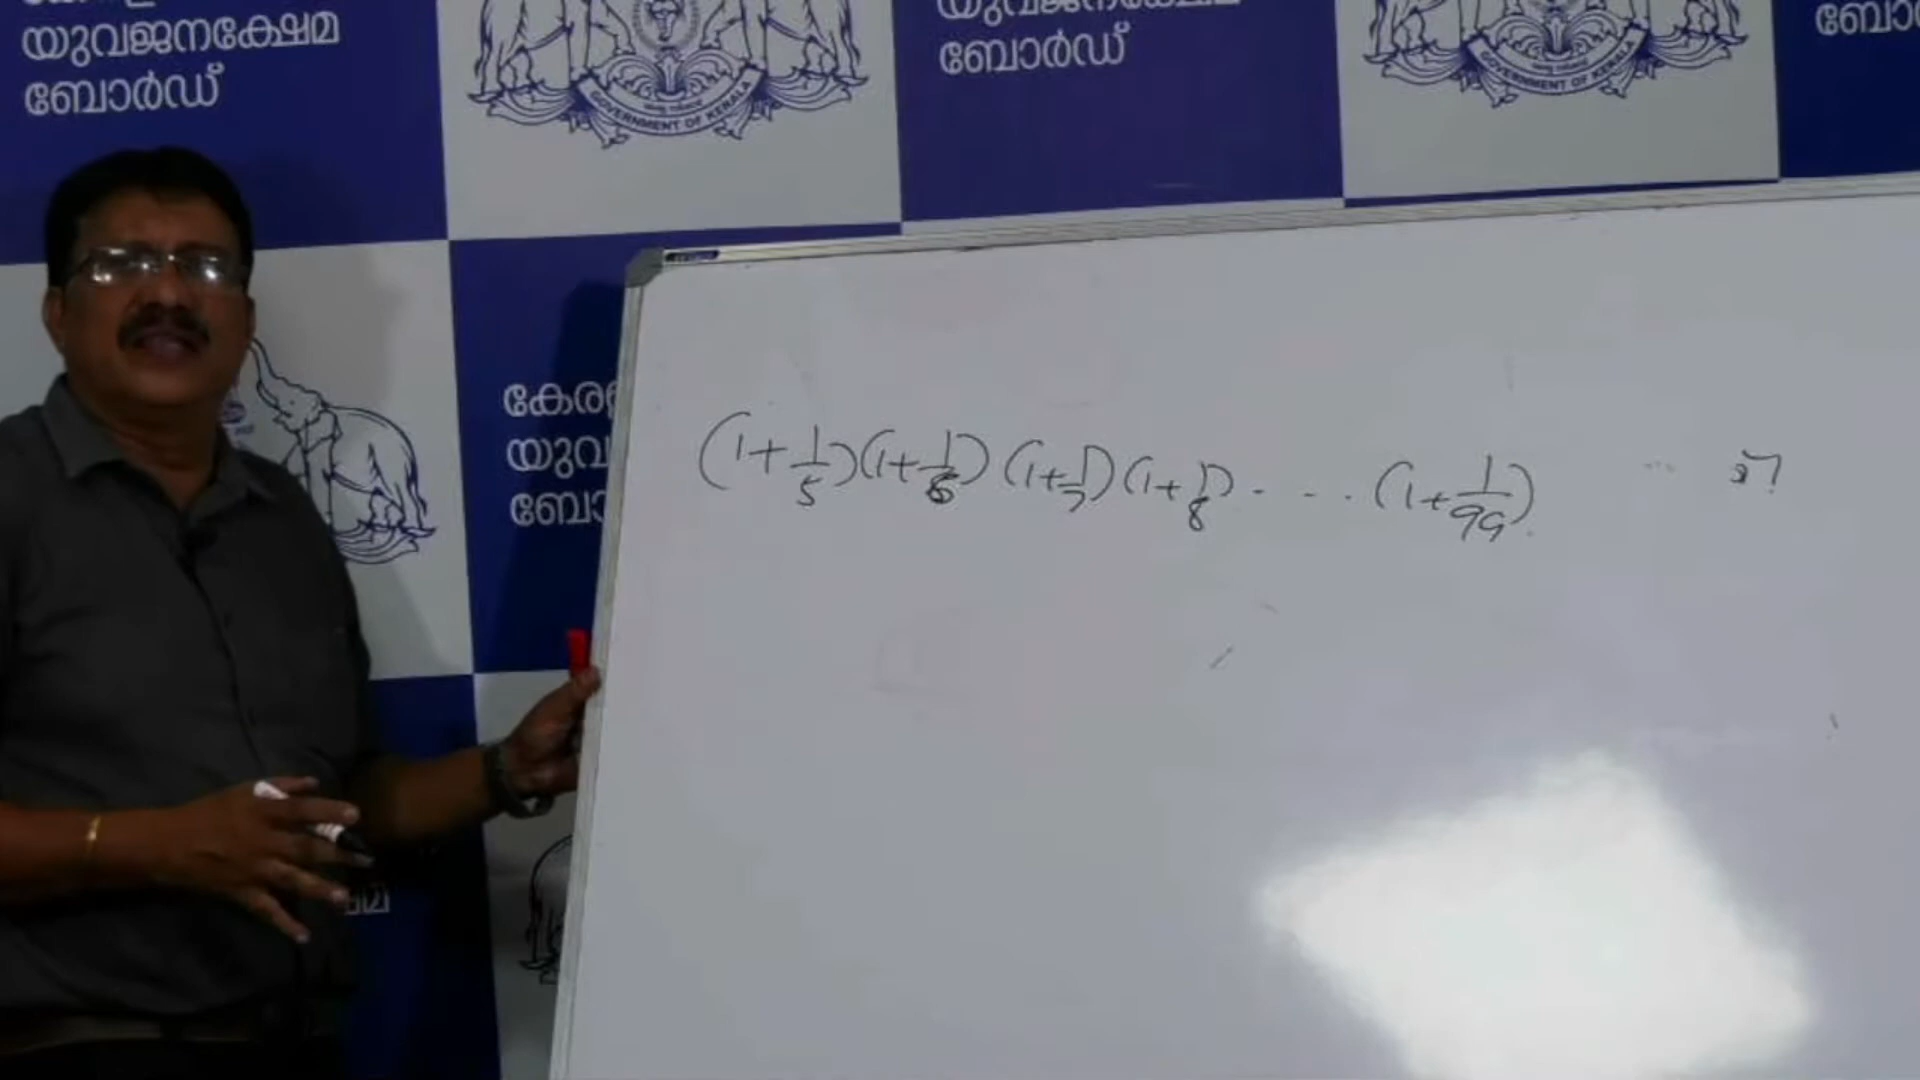 യുവജനക്ഷേമ
ബോർഡ്
GOVERNMENT OF KERALA
ബോർഡ്
GOVERNMENT OF KERALA
കേര
യുവ
ബോ
(1+1/5)(1+1/6)(1+1/7)(1+1/8)- - - . (1+1/99).